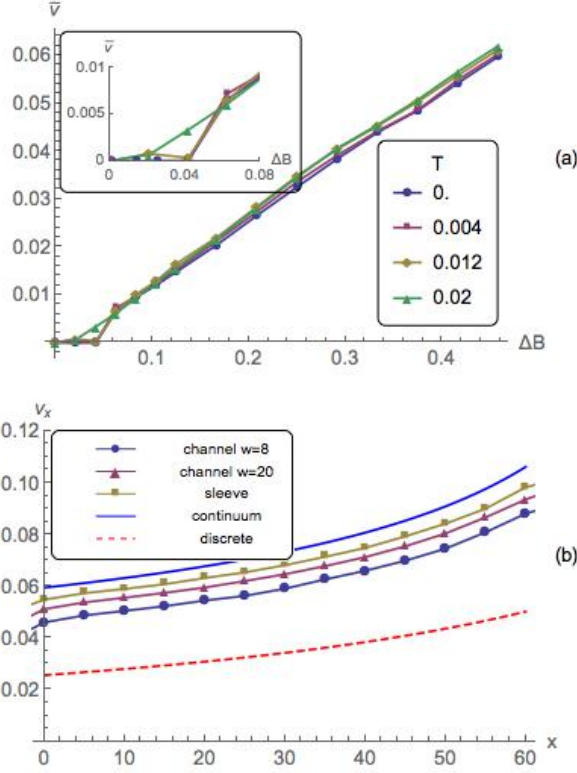 v̅
0.06
0.05
0.04
0.03
0.02
0.01
0.1 0.2 0.3 0.4 ΔB
v̅
0.010
0.005
0
0 0.04 0.08
ΔB
T
0.
0.004
0.012
0.02
(a)
vₓ
0.12
0.10
0.08
0.06
0.04
0.02
0 10 20 30 40 50 60 x
channel w=8
channel w=20
sleeve
continuum
discrete
(b)